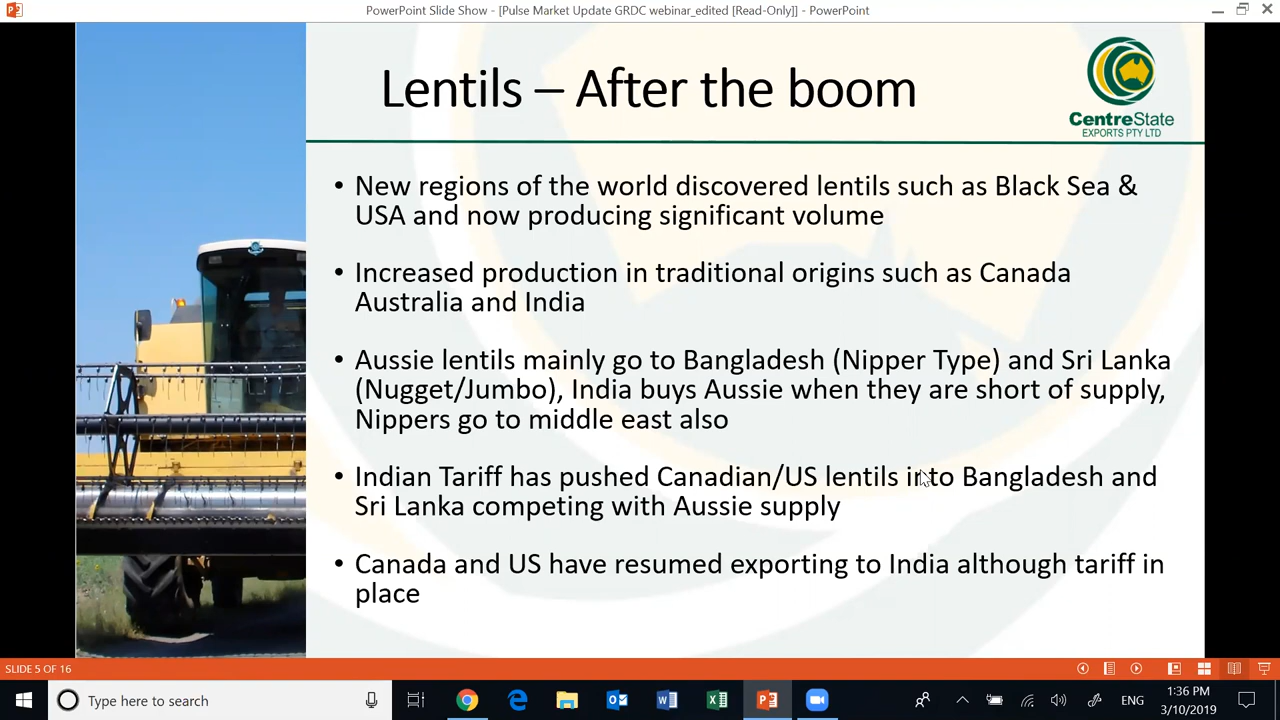 PowerPoint Slide Show - [Pulse Market Update GRDC webinar_edited [Read-Only]] - PowerPoint
Lentils – After the boom
CentreState
EXPORTS PTY LTD
• New regions of the world discovered lentils such as Black Sea &
USA and now producing significant volume
• Increased production in traditional origins such as Canada
Australia and India
• Aussie lentils mainly go to Bangladesh (Nipper Type) and Sri Lanka
(Nugget/Jumbo), India buys Aussie when they are short of supply,
Nippers go to middle east also
• Indian Tariff has pushed Canadian/US lentils into Bangladesh and
Sri Lanka competing with Aussie supply
• Canada and US have resumed exporting to India although tariff in
place
SLIDE 5 OF 16
Type here to search
ENG
1:36 PM
3/10/2019